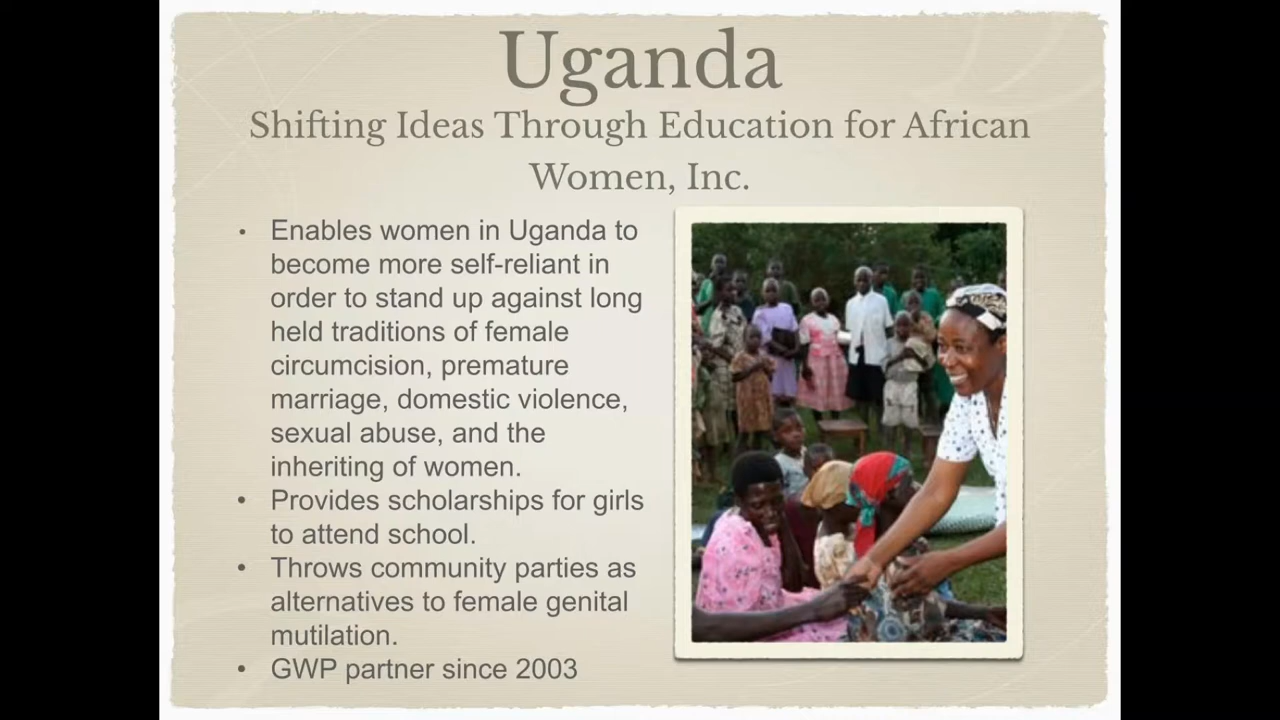 Uganda
Shifting Ideas Through Education for African
Women, Inc.
• Enables women in Uganda to
become more self-reliant in
order to stand up against long
held traditions of female
circumcision, premature
marriage, domestic violence,
sexual abuse, and the
inheriting of women.
• Provides scholarships for girls
to attend school.
• Throws community parties as
alternatives to female genital
mutilation.
• GWP partner since 2003